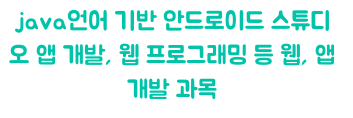 java언어 기반 안드로이드 스튜디
오 앱 개발, 웹 프로그래밍 등 웹, 앱
개발 과목